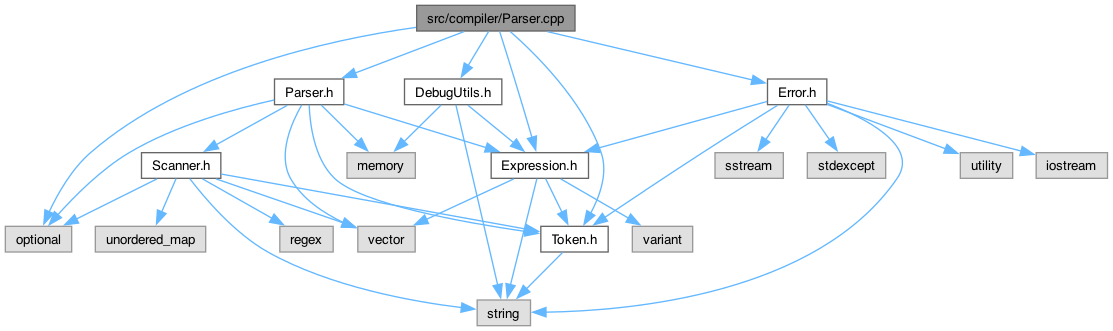 src/compiler/Parser.cpp
Parser.h
DebugUtils.h
Error.h
Scanner.h
memory
Expression.h
sstream
stdexcept
utility
iostream
optional
unordered_map
regex
vector
Token.h
variant
string